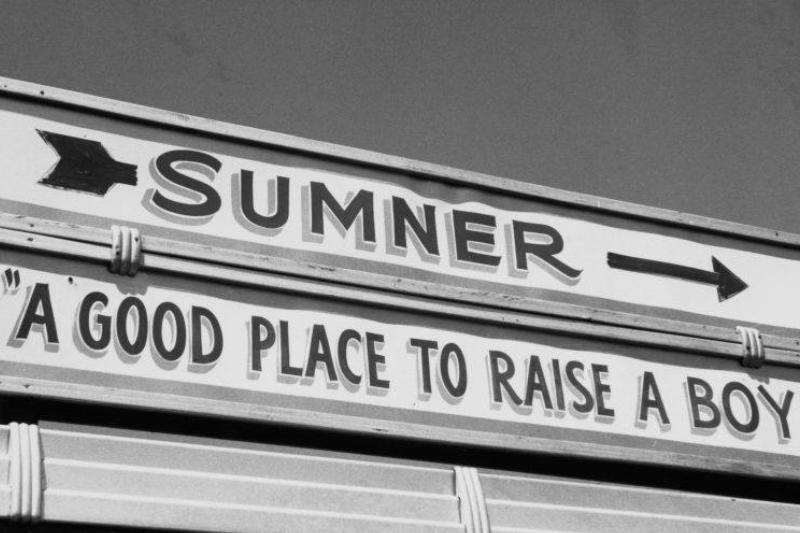 SUMNER
"A GOOD PLACE TO RAISE A BOY